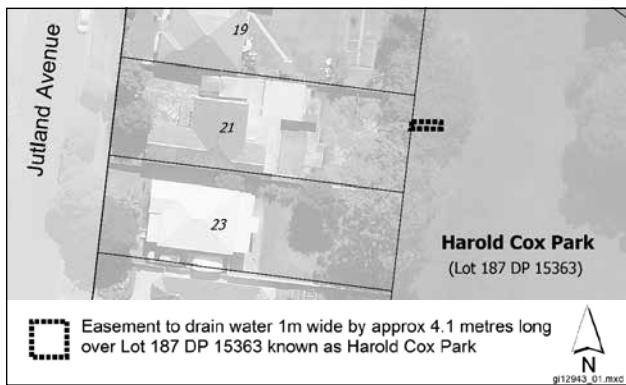 Jutland Avenue
19
21
23
Harold Cox Park
(Lot 187 DP 15363)
Easement to drain water 1m wide by approx 4.1 metres long
over Lot 187 DP 15363 known as Harold Cox Park
N
gi12943_01.mxd